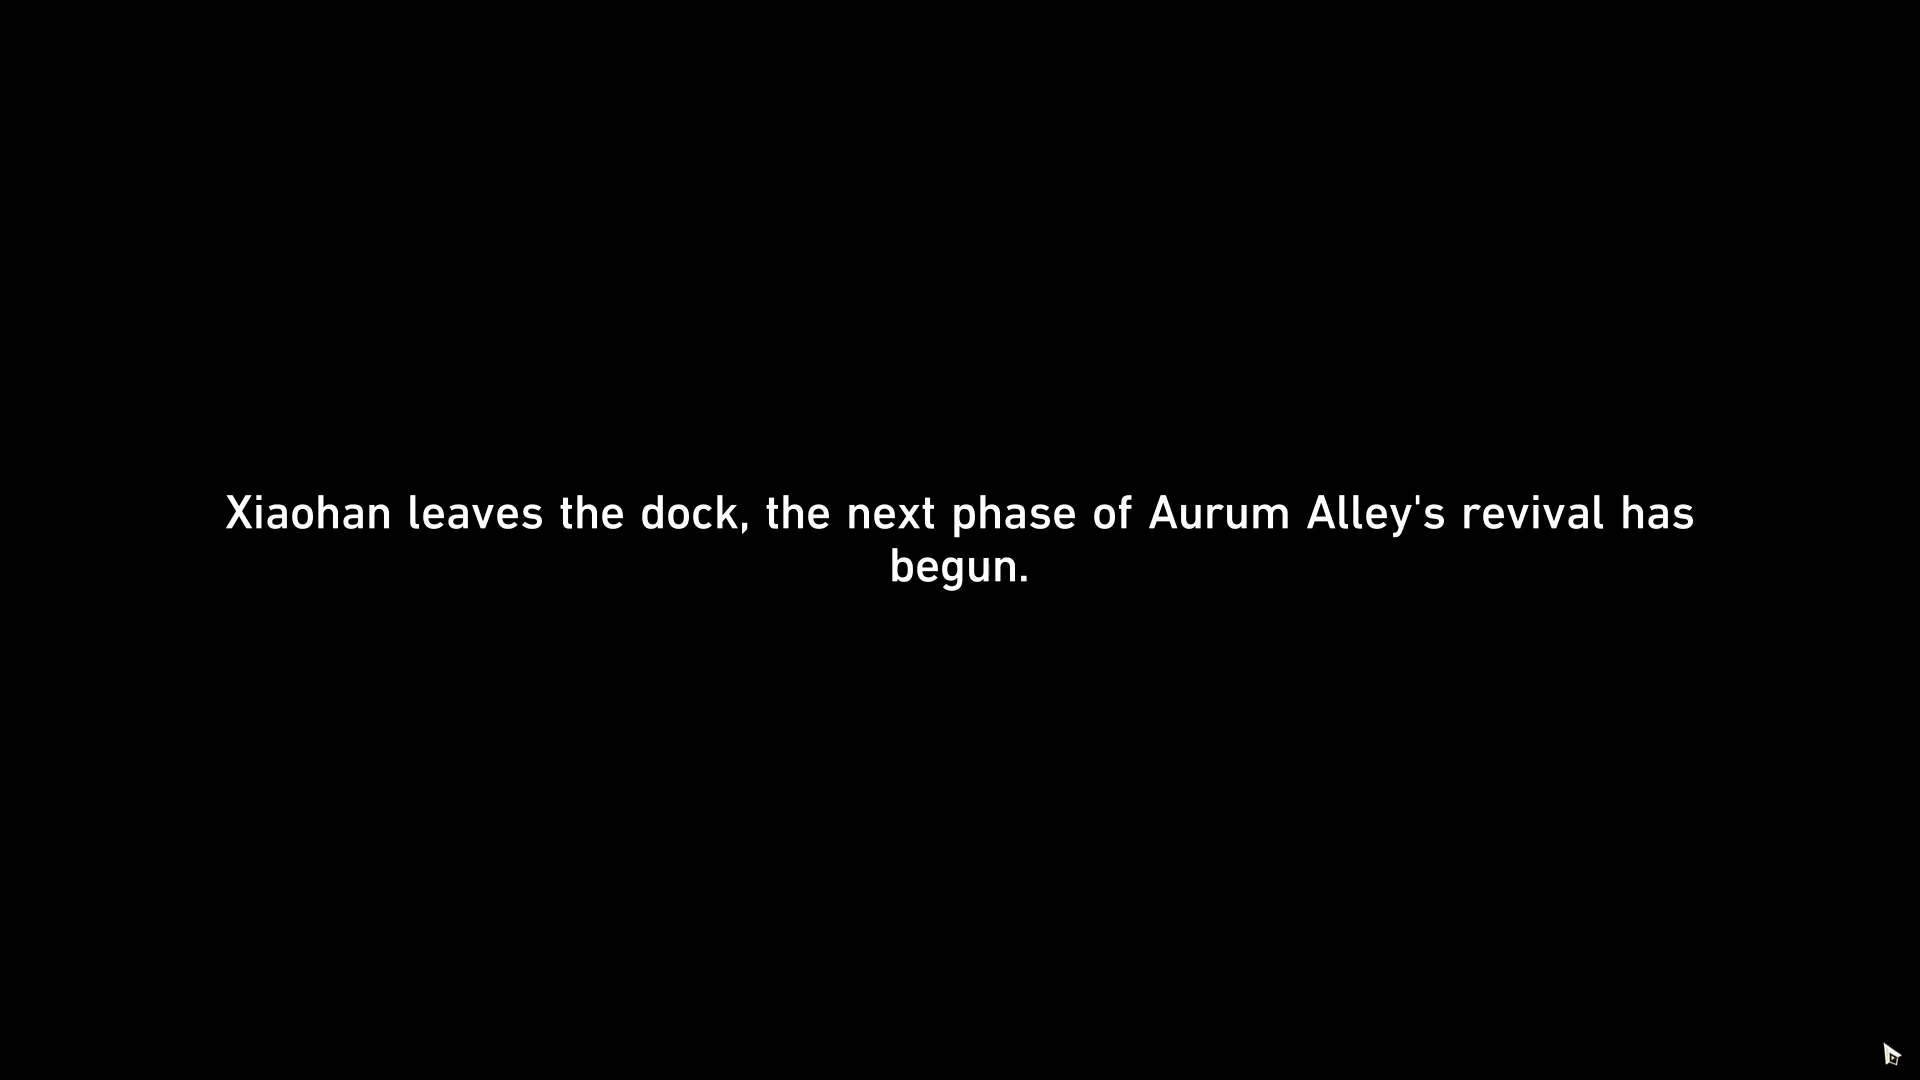 Xiaohan leaves the dock, the next phase of Aurum Alley's revival has
begun.